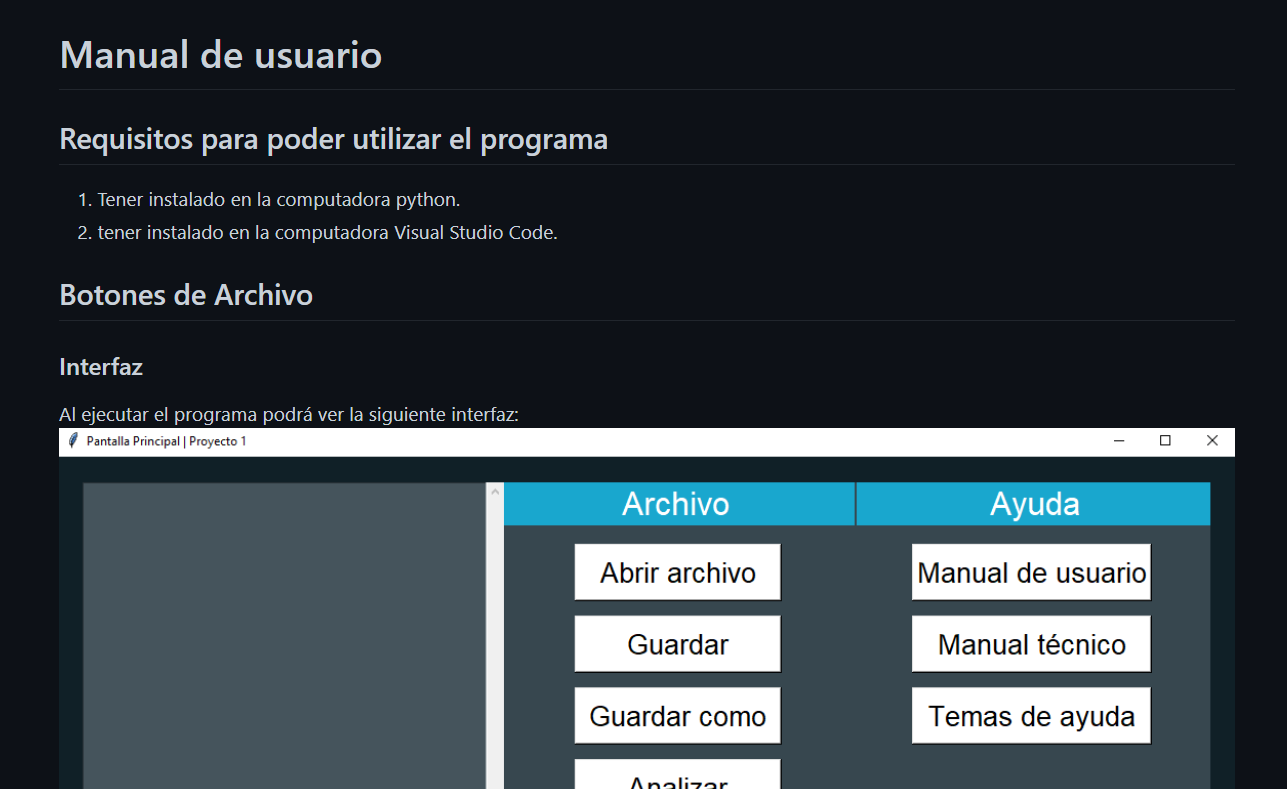 Manual de usuario
Requisitos para poder utilizar el programa
1. Tener instalado en la computadora python.
2. tener instalado en la computadora Visual Studio Code.
Botones de Archivo
Interfaz
Al ejecutar el programa podrá ver la siguiente interfaz:
Pantalla Principal | Proyecto 1
Archivo
Ayuda
Abrir archivo
Manual de usuario
Guardar
Manual técnico
Guardar como
Temas de ayuda
Analizar